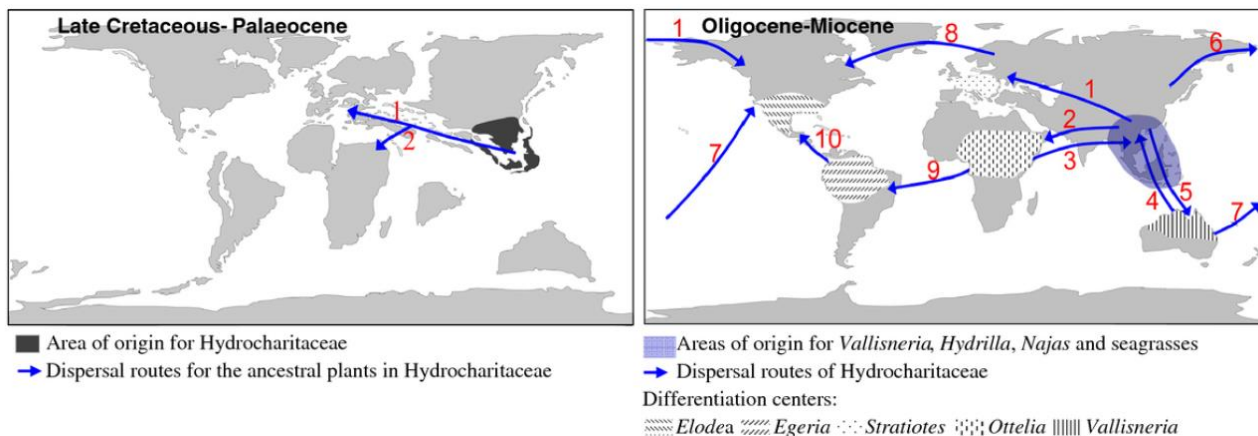 Late Cretaceous- Palaeocene
1
2
Area of origin for Hydrocharitaceae
Dispersal routes for the ancestral plants in Hydrocharitaceae
Oligocene-Miocene
1
8
6
1
2
7
10
3
9
5
4
7
Areas of origin for Vallisneria, Hydrilla, Najas and seagrasses
Dispersal routes of Hydrocharitaceae
Differentiation centers:
Elodea Egeria Stratiotes Ottelia Vallisneria